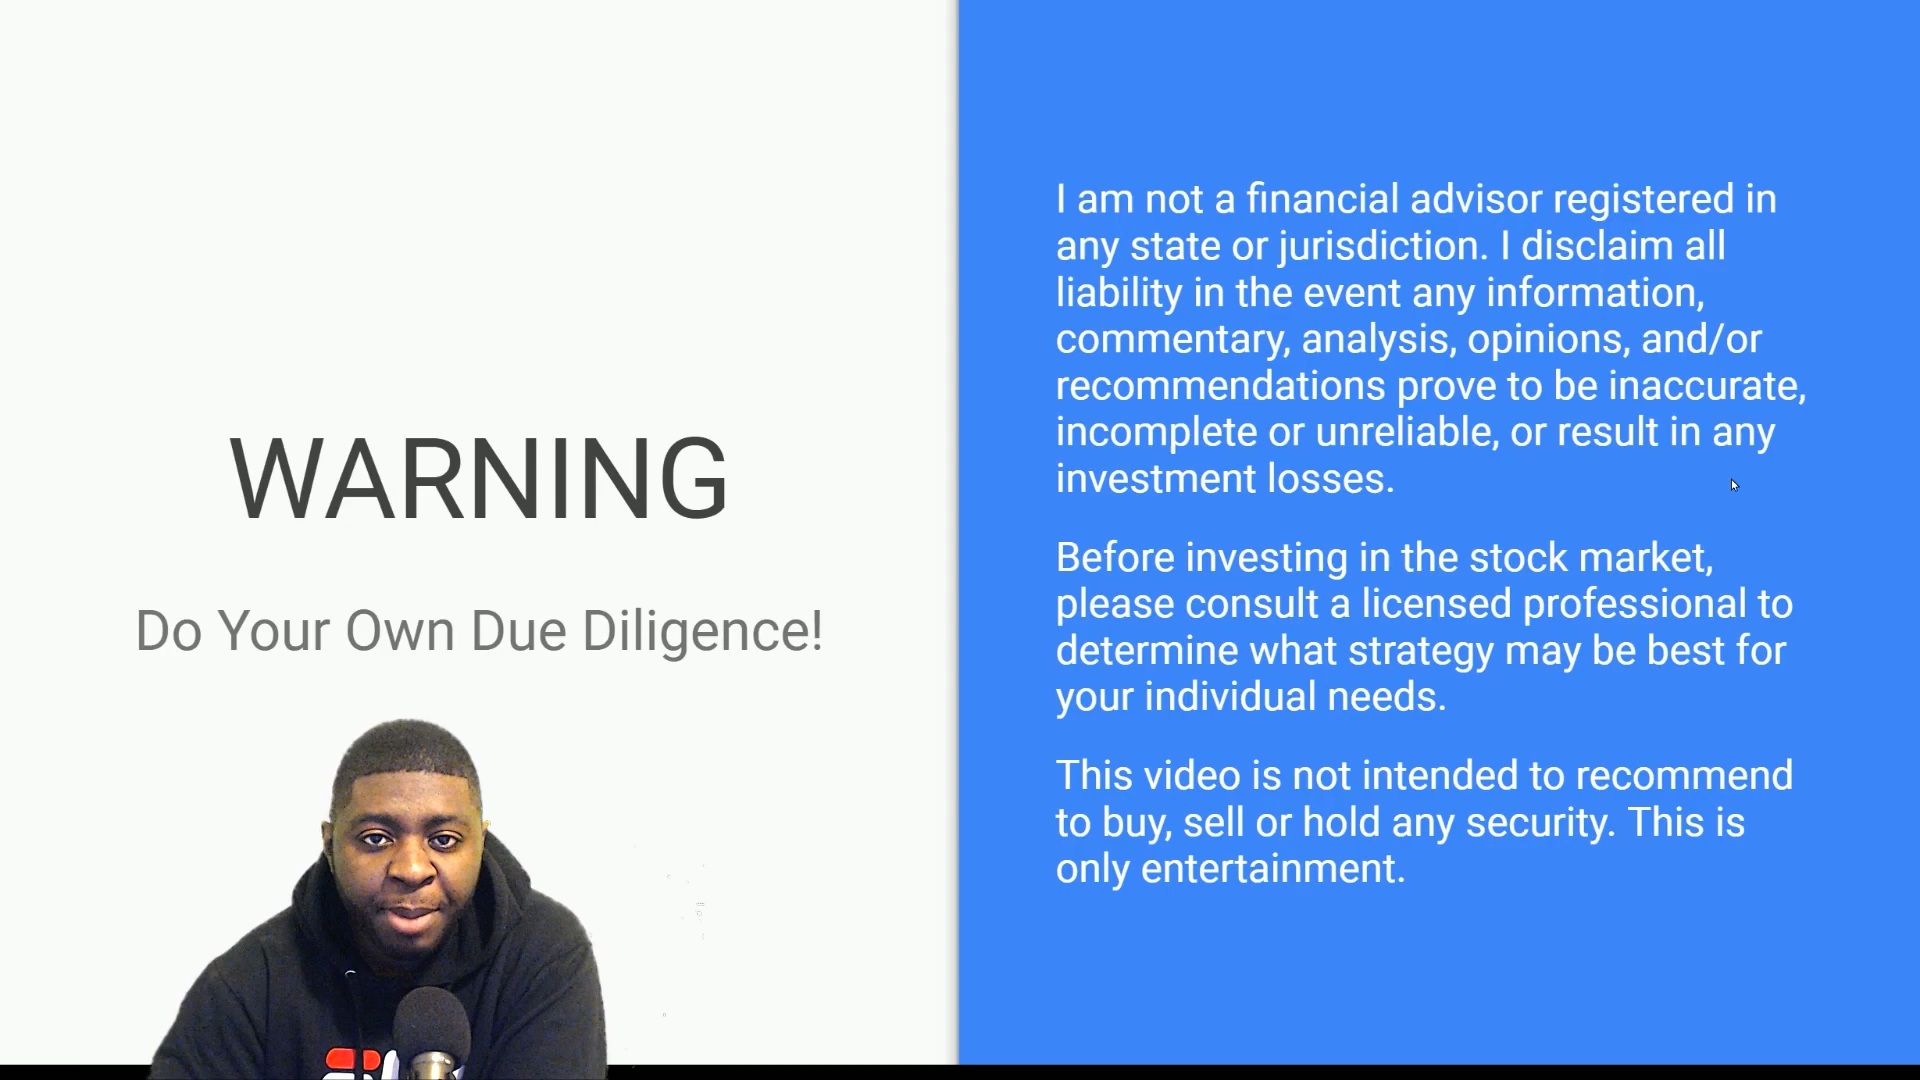 WARNING
Do Your Own Due Diligence!
I am not a financial advisor registered in
any state or jurisdiction. I disclaim all
liability in the event any information,
commentary, analysis, opinions, and/or
recommendations prove to be inaccurate,
incomplete or unreliable, or result in any
investment losses.
Before investing in the stock market,
please consult a licensed professional to
determine what strategy may be best for
your individual needs.
This video is not intended to recommend
to buy, sell or hold any security. This is
only entertainment.